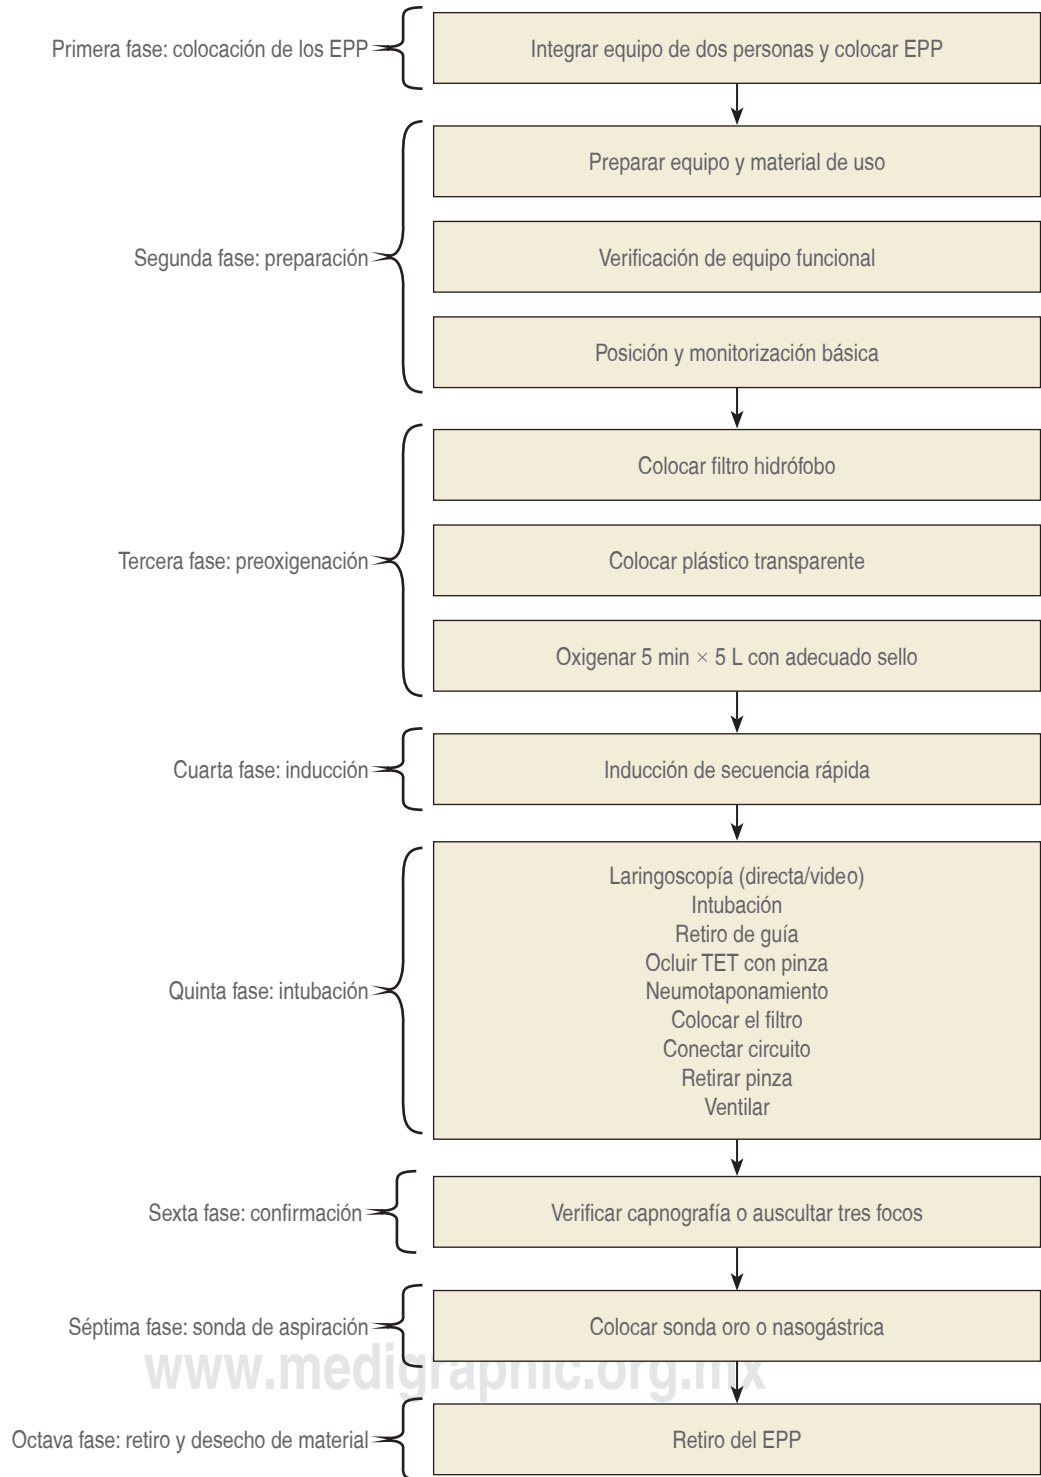 Primera fase: colocación de los EPP
Integrar equipo de dos personas y colocar EPP
Segunda fase: preparación
Preparar equipo y material de uso
Verificación de equipo funcional
Posición y monitorización básica
Tercera fase: preoxigenación
Colocar filtro hidrófobo
Colocar plástico transparente
Oxigenar 5 min × 5 L con adecuado sello
Cuarta fase: inducción
Inducción de secuencia rápida
Quinta fase: intubación
Laringoscopía (directa/video)
Intubación
Retiro de guía
Ocluir TET con pinza
Neumotaponamiento
Colocar el filtro
Conectar circuito
Retirar pinza
Ventilar
Sexta fase: confirmación
Verificar capnografía o auscultar tres focos
Séptima fase: sonda de aspiración
Colocar sonda oro o nasogástrica
www.medigraphic.org.mx
Octava fase: retiro y desecho de material
Retiro del EPP